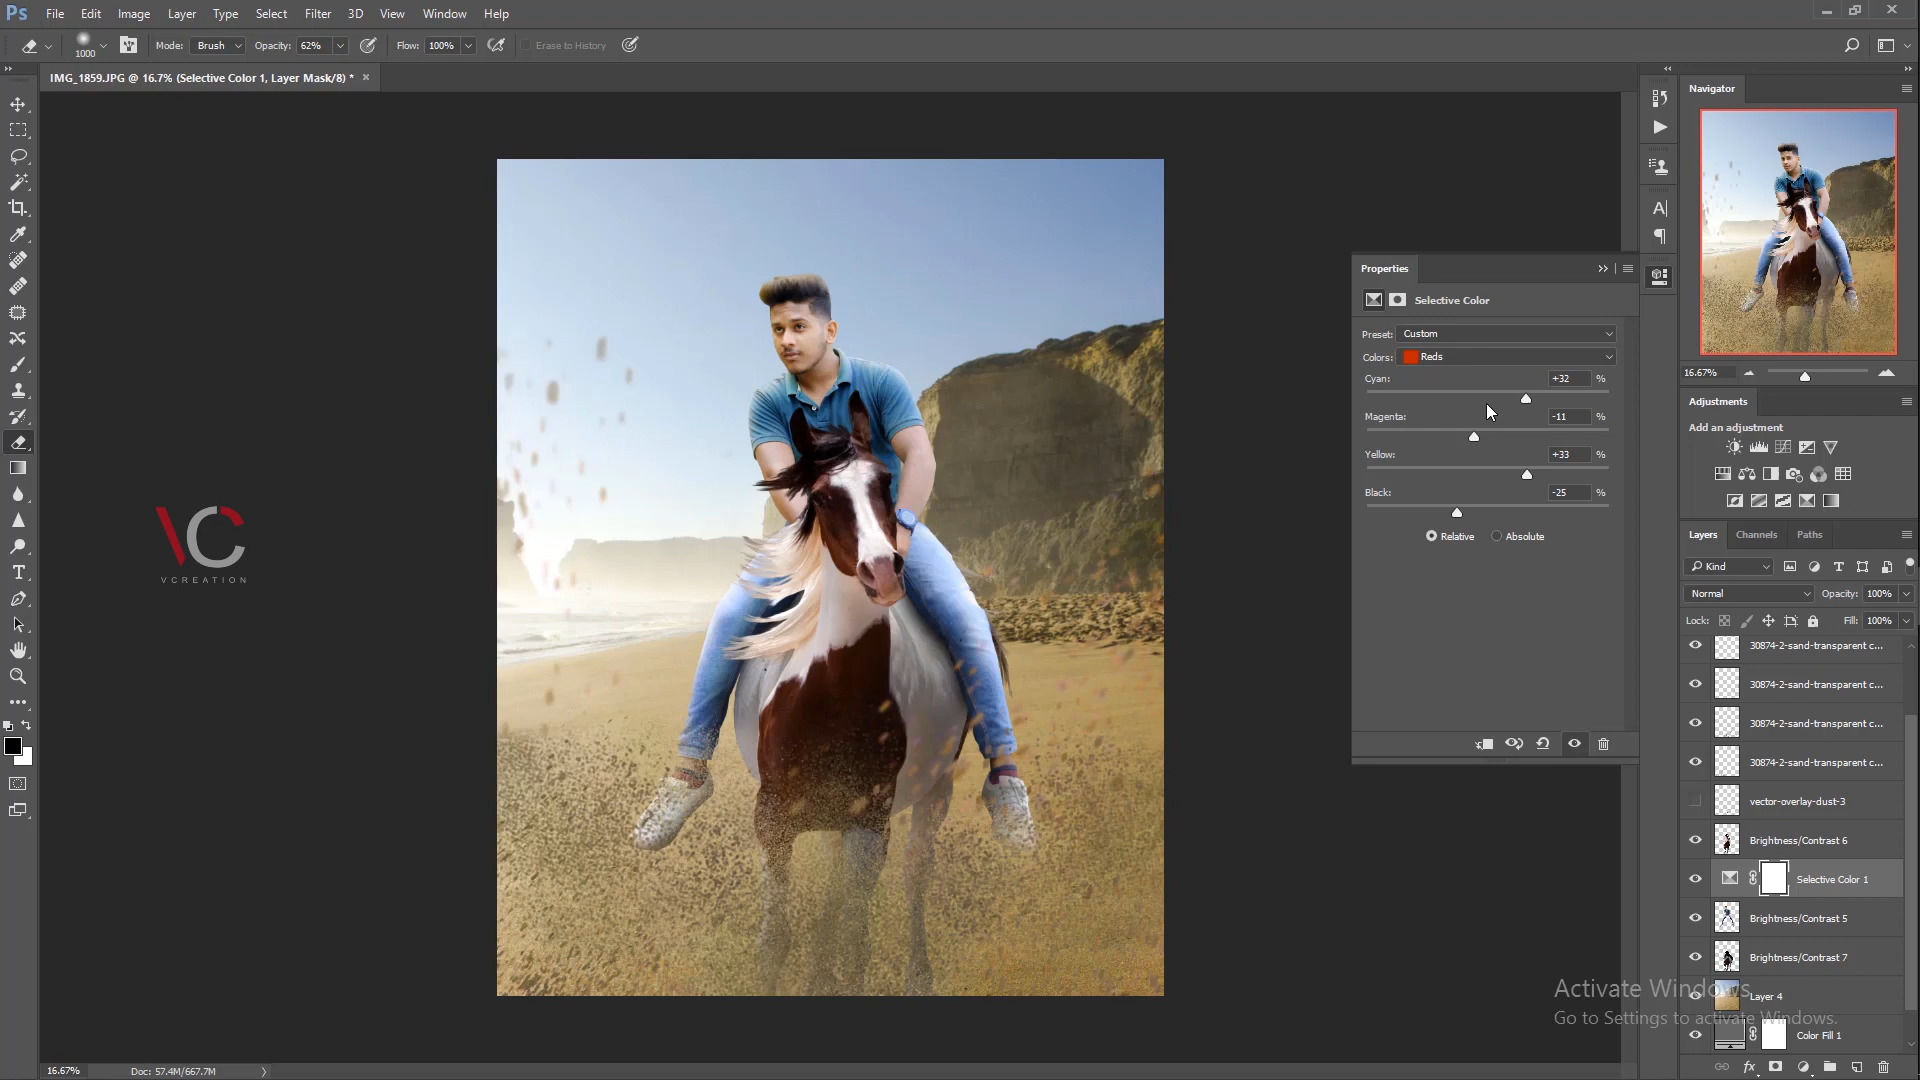 Ps File Edit Image Layer Type Select Filter 3D View Window Help
1000 Mode: Brush Opacity: 62% Flow: 100% Erase to History
IMG_1859.JPG @ 16.7% (Selective Color 1, Layer Mask/8) * ×
Navigator
16.67%
Properties
Selective Color
Preset: Custom
Colors: Reds
Cyan: +32 %
Magenta: -11 %
Yellow: +33 %
Black: -25 %
Relative Absolute
Adjustments
Add an adjustment
Layers Channels Paths
Kind
Normal Opacity: 100%
Lock: Fill: 100%
30874-2-sand-transparent c...
30874-2-sand-transparent c...
30874-2-sand-transparent c...
30874-2-sand-transparent c...
vector-overlay-dust-3
Brightness/Contrast 6
Selective Color 1
Brightness/Contrast 5
Brightness/Contrast 7
Layer 4
Color Fill 1
VC
VCREATION
Activate Windows
Go to Settings to activate Windows.
16.67% Doc: 57.4M/667.7M